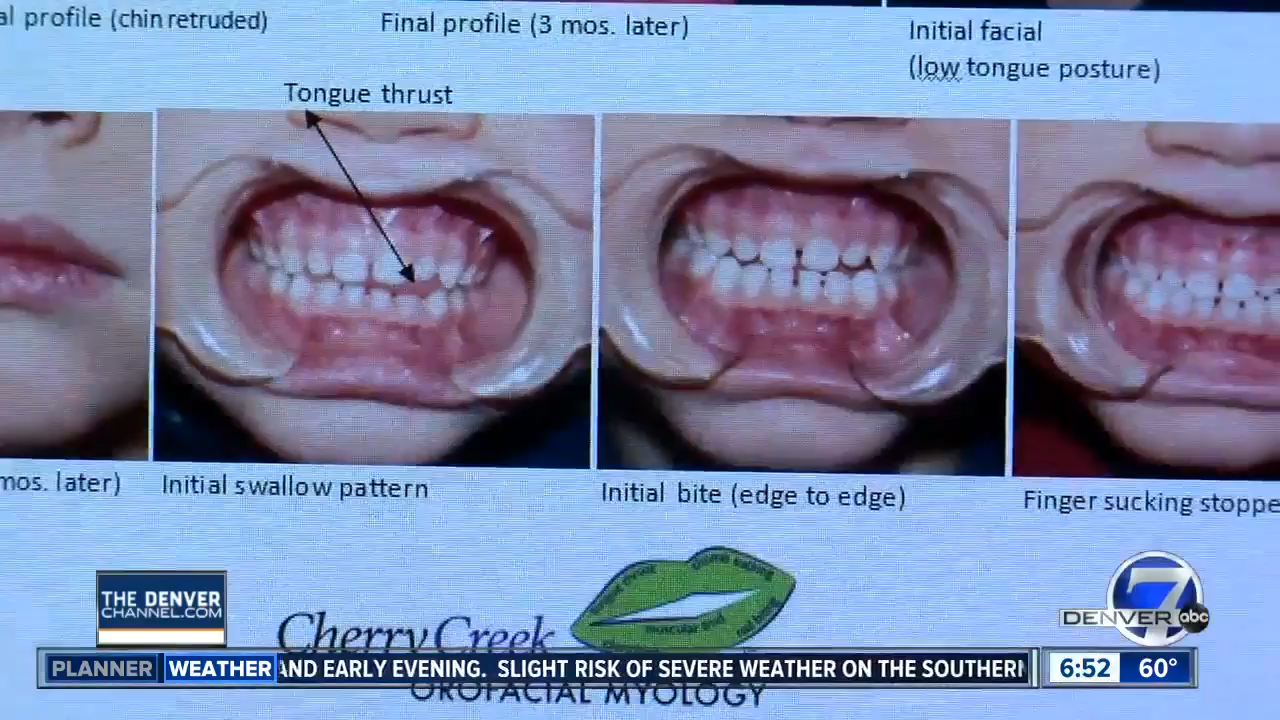 al profile (chin retruded)
Final profile (3 mos. later)
Initial facial
(low tongue posture)
Tongue thrust
mos. later)
Initial swallow pattern
Initial bite (edge to edge)
Finger sucking stoppe
THE DENVER
CHANNEL.COM
Cherry Creek
OROFACIAL MYOLOGY
7
DENVER abc
PLANNER WEATHER AND EARLY EVENING. SLIGHT RISK OF SEVERE WEATHER ON THE SOUTHERN 6:52 60°